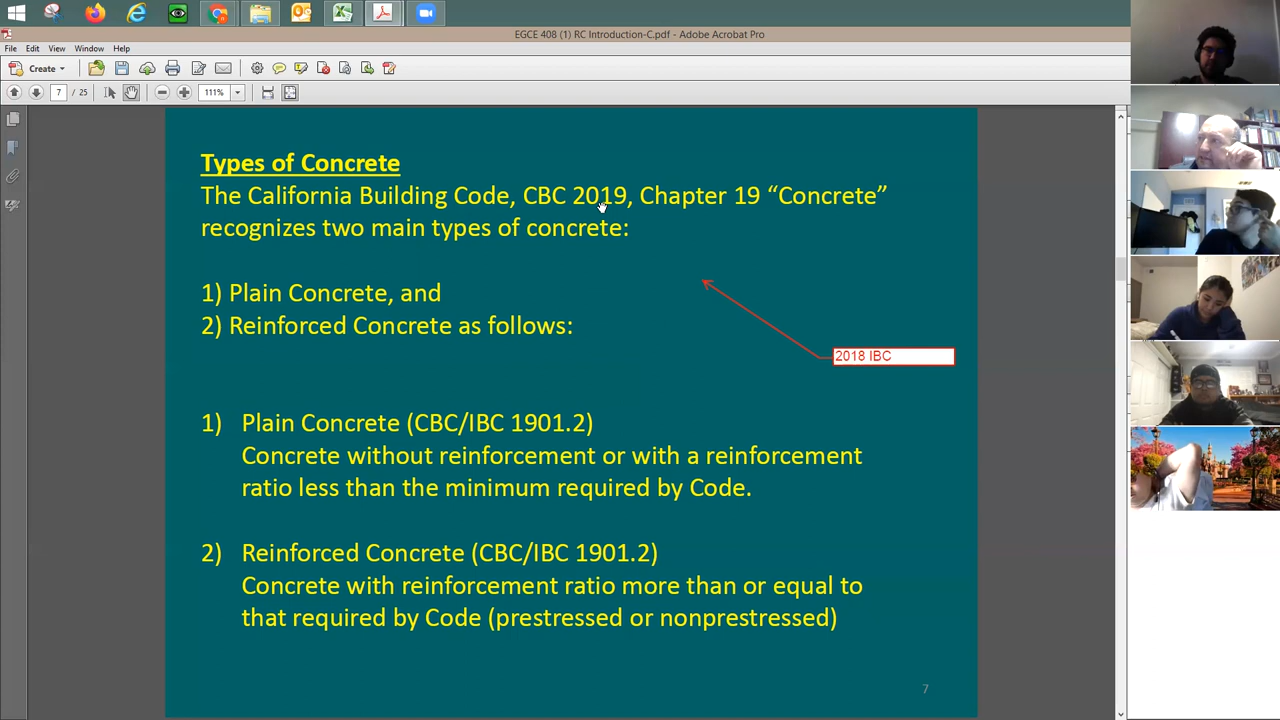 EGCE 408 (1) RC Introduction-C.pdf - Adobe Acrobat Pro
File Edit View Window Help
Create
7 / 25 111%
Types of Concrete
The California Building Code, CBC 2019, Chapter 19 “Concrete”
recognizes two main types of concrete:
1) Plain Concrete, and
2) Reinforced Concrete as follows:
2018 IBC
1) Plain Concrete (CBC/IBC 1901.2)
Concrete without reinforcement or with a reinforcement
ratio less than the minimum required by Code.
2) Reinforced Concrete (CBC/IBC 1901.2)
Concrete with reinforcement ratio more than or equal to
that required by Code (prestressed or nonprestressed)
7